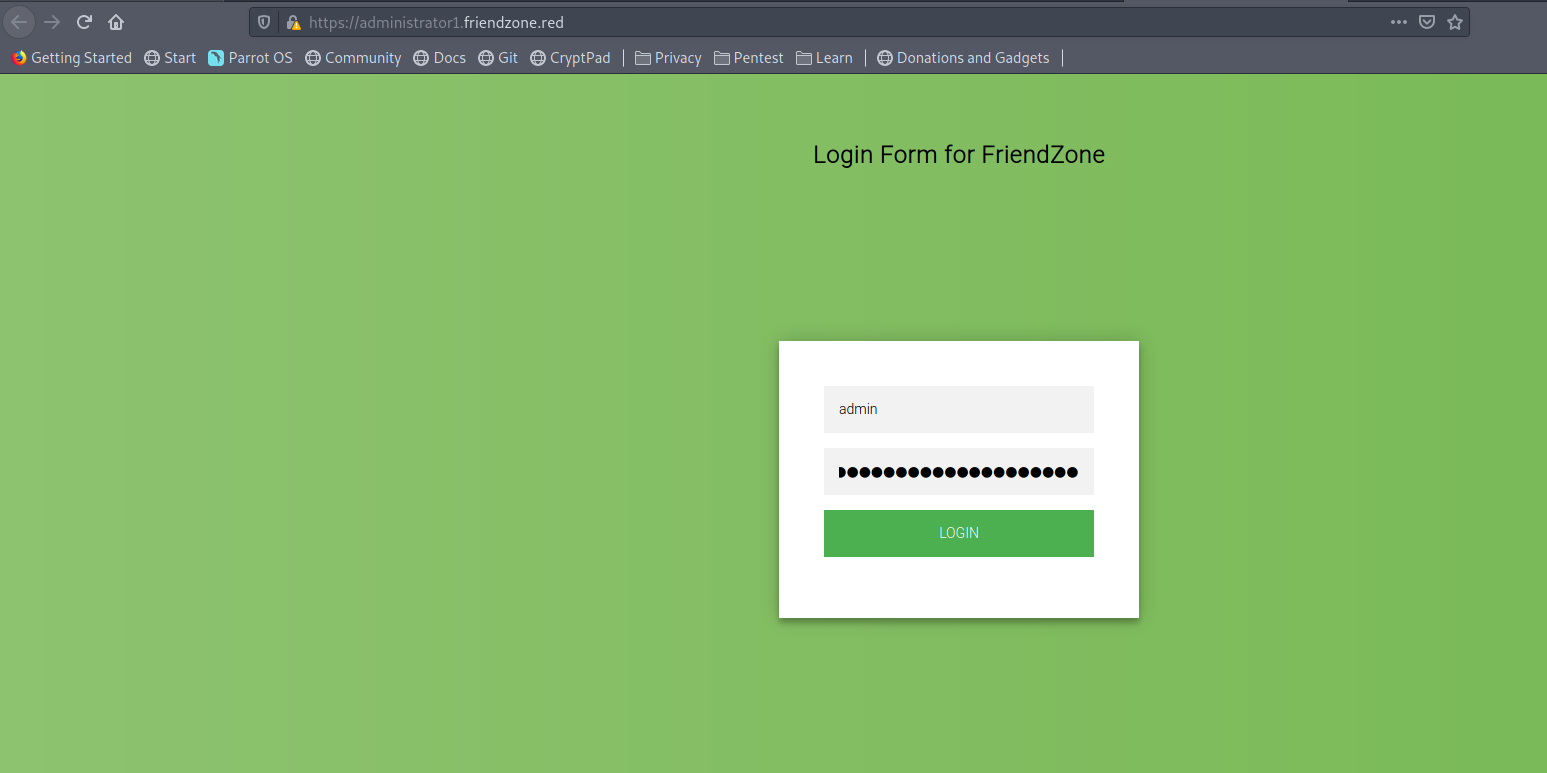 https://administrator1.friendzone.red
Getting Started Start Parrot OS Community Docs Git CryptPad Privacy Pentest Learn Donations and Gadgets
Login Form for FriendZone
admin
●●●●●●●●●●●●●●●●●●●●
LOGIN